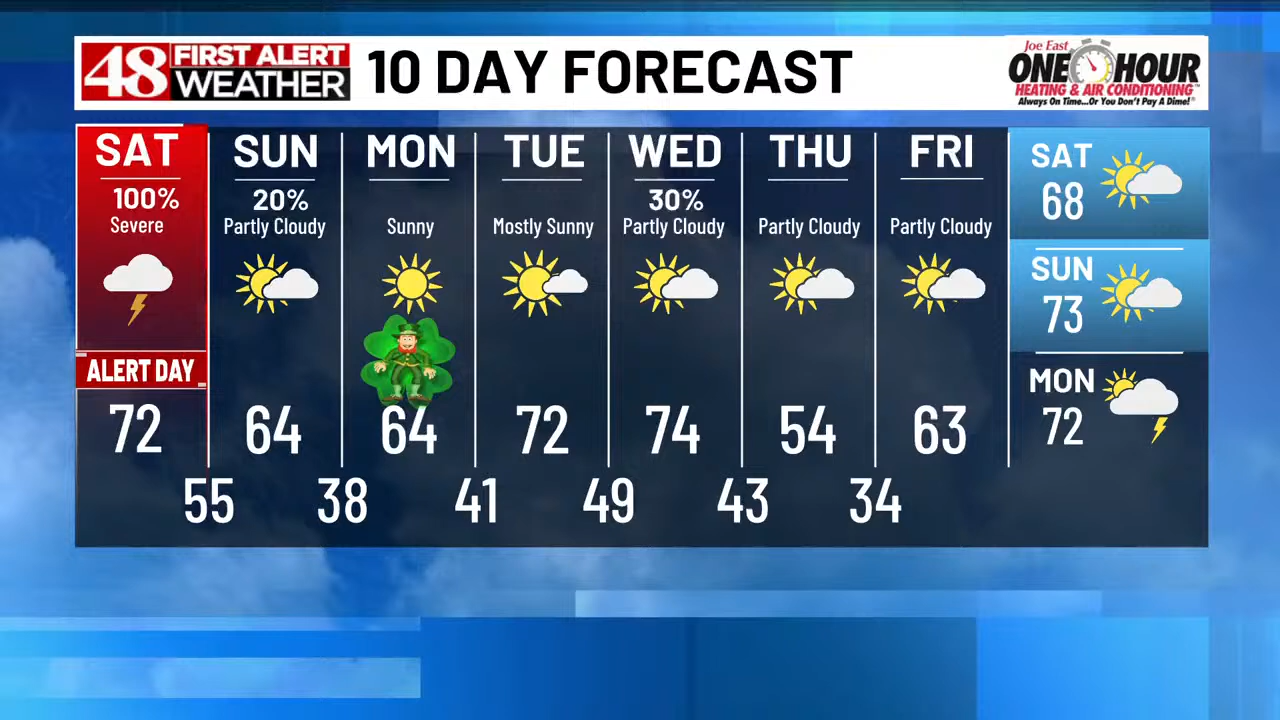 48 FIRST ALERT WEATHER
10 DAY FORECAST
Joe East
ONE HOUR
HEATING & AIR CONDITIONING™
Always On Time...Or You Don't Pay A Dime!®
SAT SUN MON TUE WED THU FRI
100% 20% 30%
Severe Partly Cloudy Sunny Mostly Sunny Partly Cloudy Partly Cloudy Partly Cloudy
ALERT DAY
72 64 64 72 74 54 63
55 38 41 49 43 34
SAT
68
SUN
73
MON
72